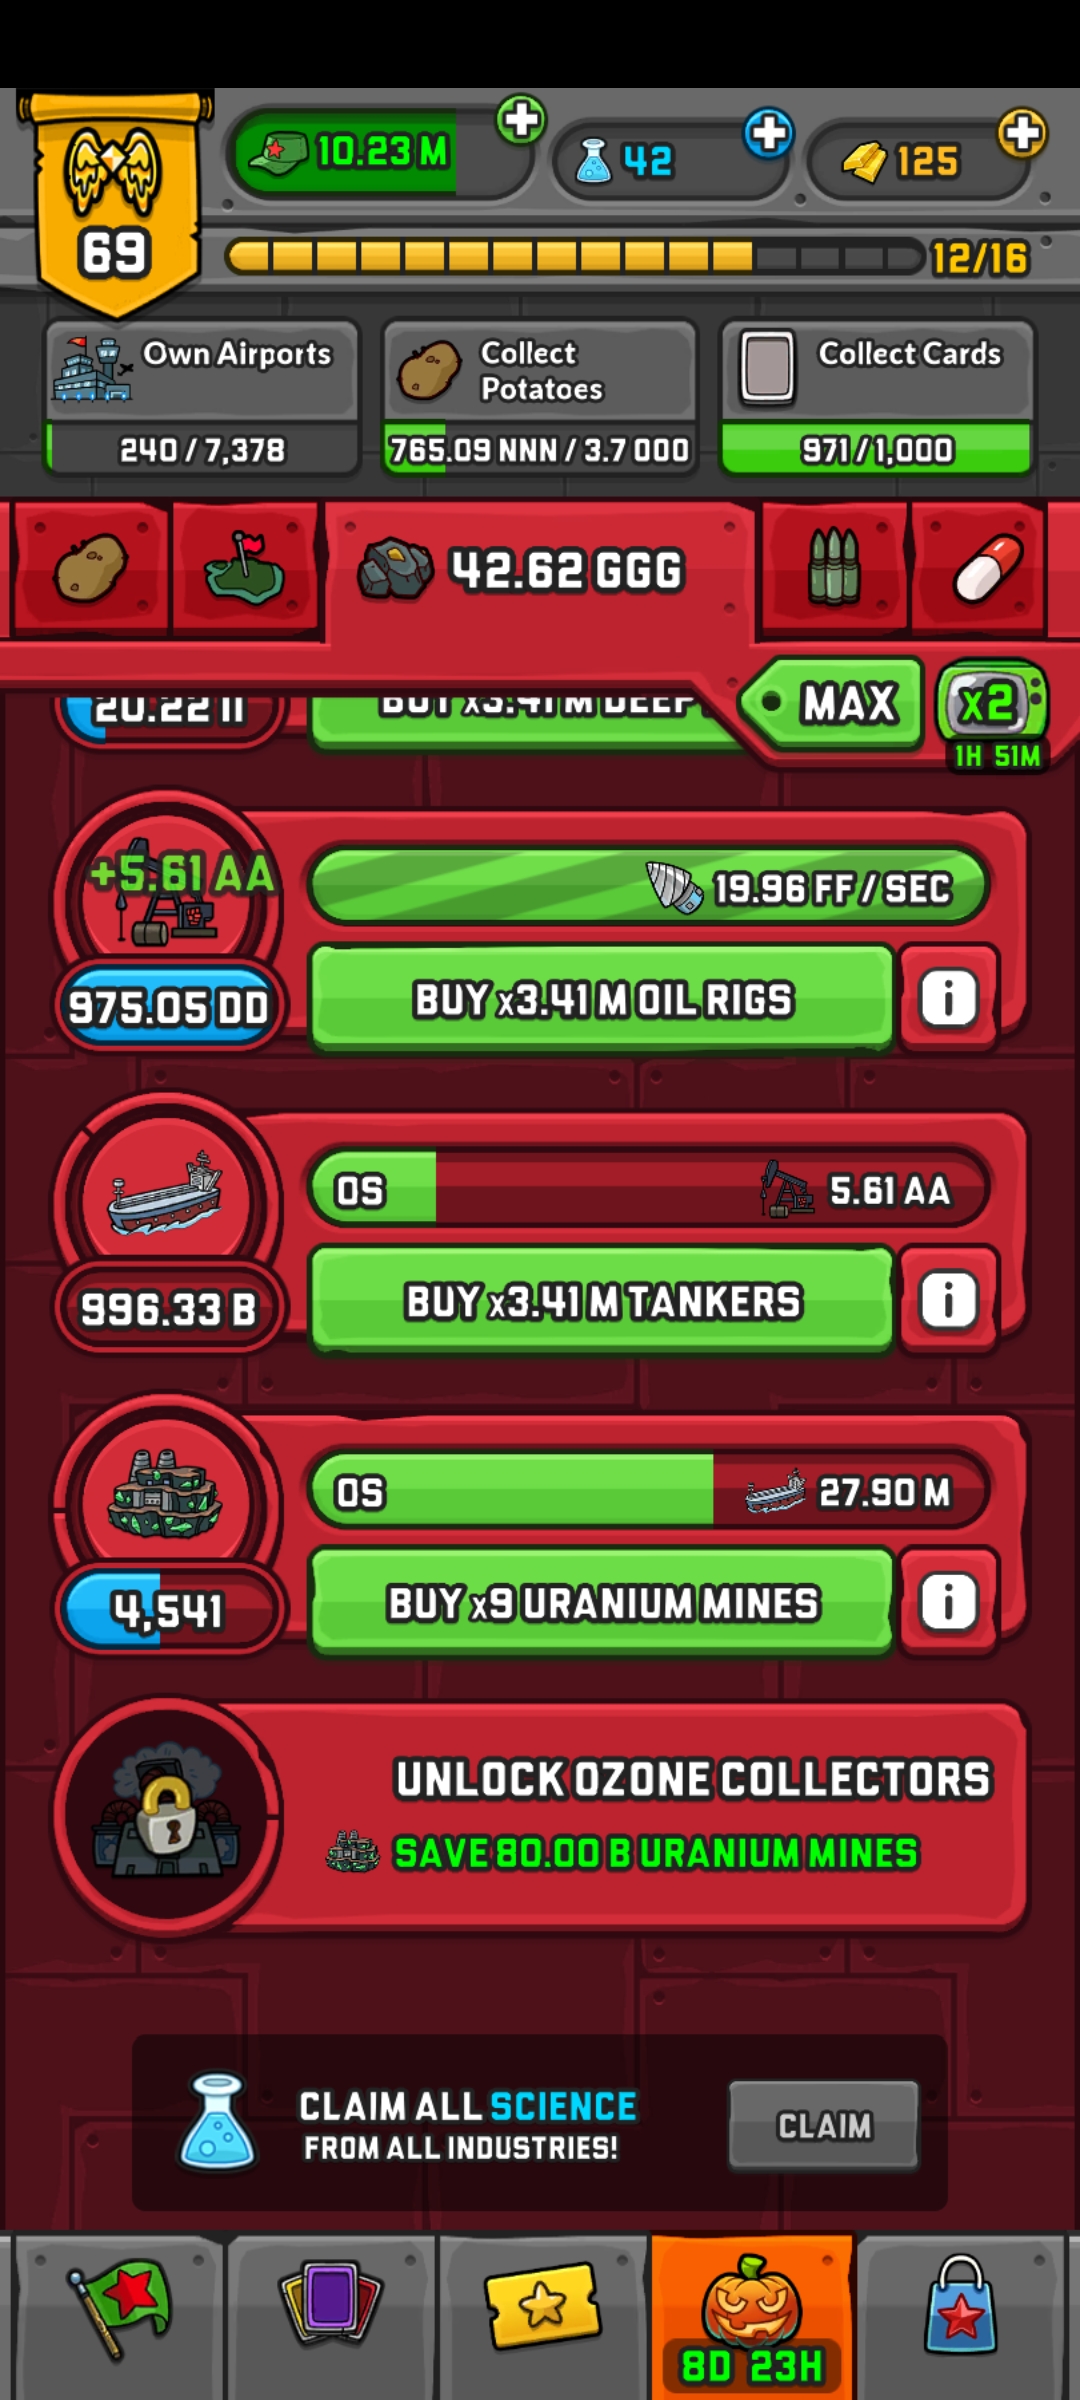 10.23 M
42
125
69
12/16
Own Airports
Collect
Potatoes
Collect Cards
240 / 7,378
765.09 NNN / 3.7 OOO
971 / 1,000
42.62 GGG
MAX
x2
1H 51M
BUY x3.41 M DEEP
+5.61 AA
19.96 FF / SEC
975.05 DD
BUY x3.41 M OIL RIGS
i
0S
5.61 AA
996.33 B
BUY x3.41 M TANKERS
i
0S
27.90 M
4,541
BUY x9 URANIUM MINES
i
UNLOCK OZONE COLLECTORS
SAVE 80.00 B URANIUM MINES
CLAIM ALL SCIENCE
FROM ALL INDUSTRIES!
CLAIM
8D 23H